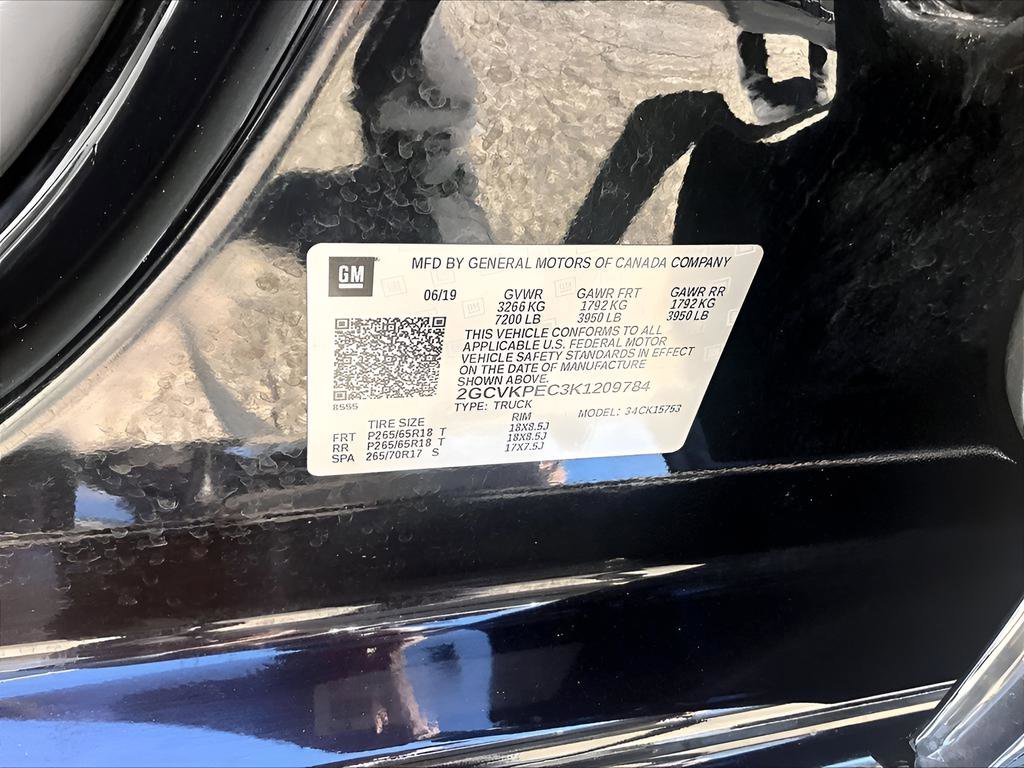 GM
MFD BY GENERAL MOTORS OF CANADA COMPANY
06/19 GVWR GAWR FRT GAWR RR
3266 KG 1792 KG 1792 KG
7200 LB 3950 LB 3950 LB
THIS VEHICLE CONFORMS TO ALL
APPLICABLE U.S. FEDERAL MOTOR
VEHICLE SAFETY STANDARDS IN EFFECT
ON THE DATE OF MANUFACTURE
SHOWN ABOVE.
2GCVKPEC3K1209784
TYPE: TRUCK MODEL: 34CK15753
8555
TIRE SIZE RIM
FRT P265/65R18 T 18X8.5J
RR P265/65R18 T 18X8.5J
SPA 265/70R17 S 17X7.5J